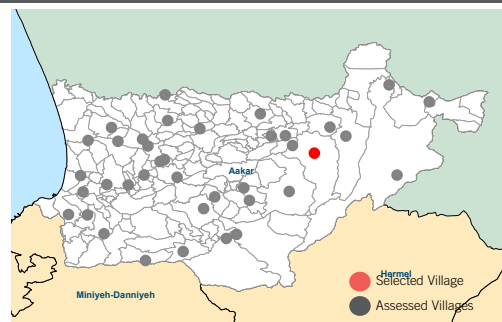 Aakar
Hermel
Selected Village
Miniyeh-Danniyeh
Assessed Villages